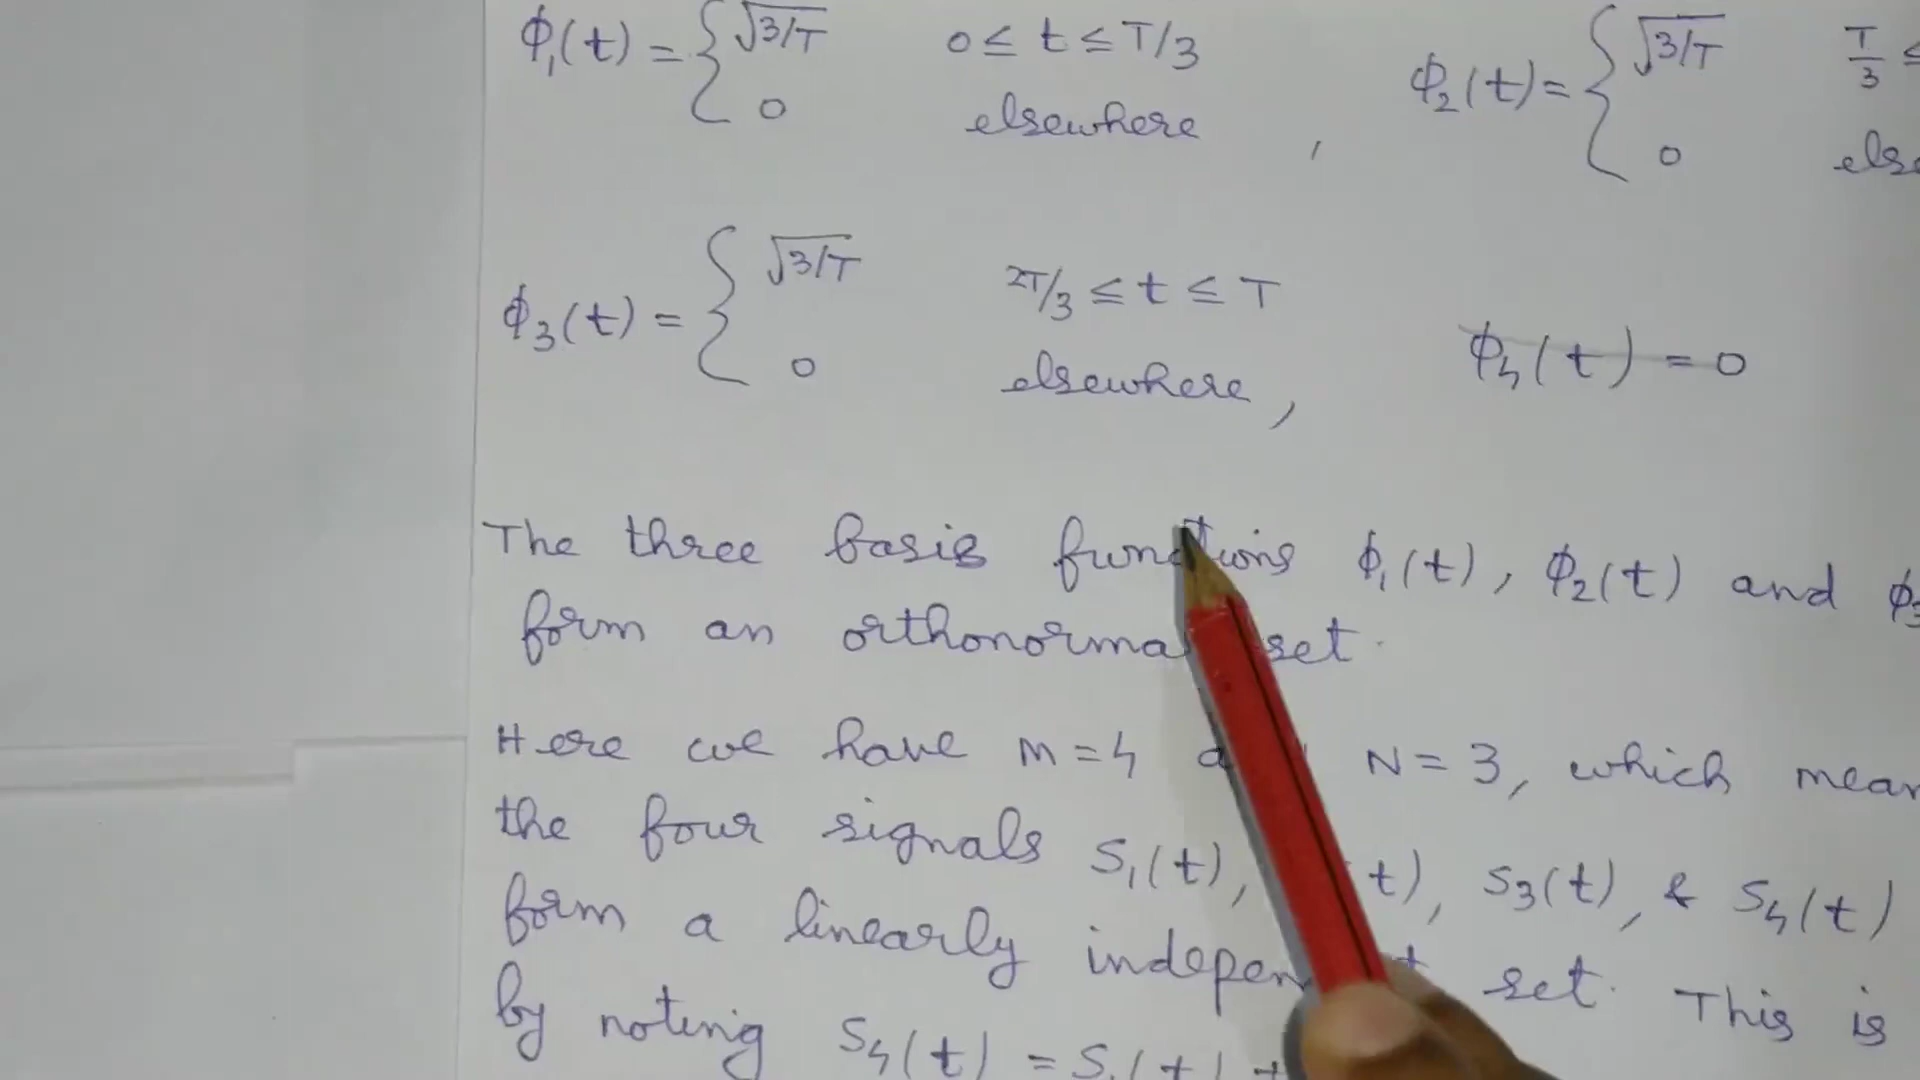 ϕ₁(t) = { √3/T 0 ≤ t ≤ T/3
0 elsewhere ,
ϕ₂(t) = { √3/T T/3 ≤
0
ϕ₃(t) = { √3/T 2T/3 ≤ t ≤ T
0 elsewhere,
ϕ₄(t) = 0
The three basis functions ϕ₁(t), ϕ₂(t) and
form an orthonormal set.
Here we have M = 4 N = 3, which
the four signals S₁(t), S₃(t), & S₄(t)
form a linearly set. This is
by noting S₄(t) =